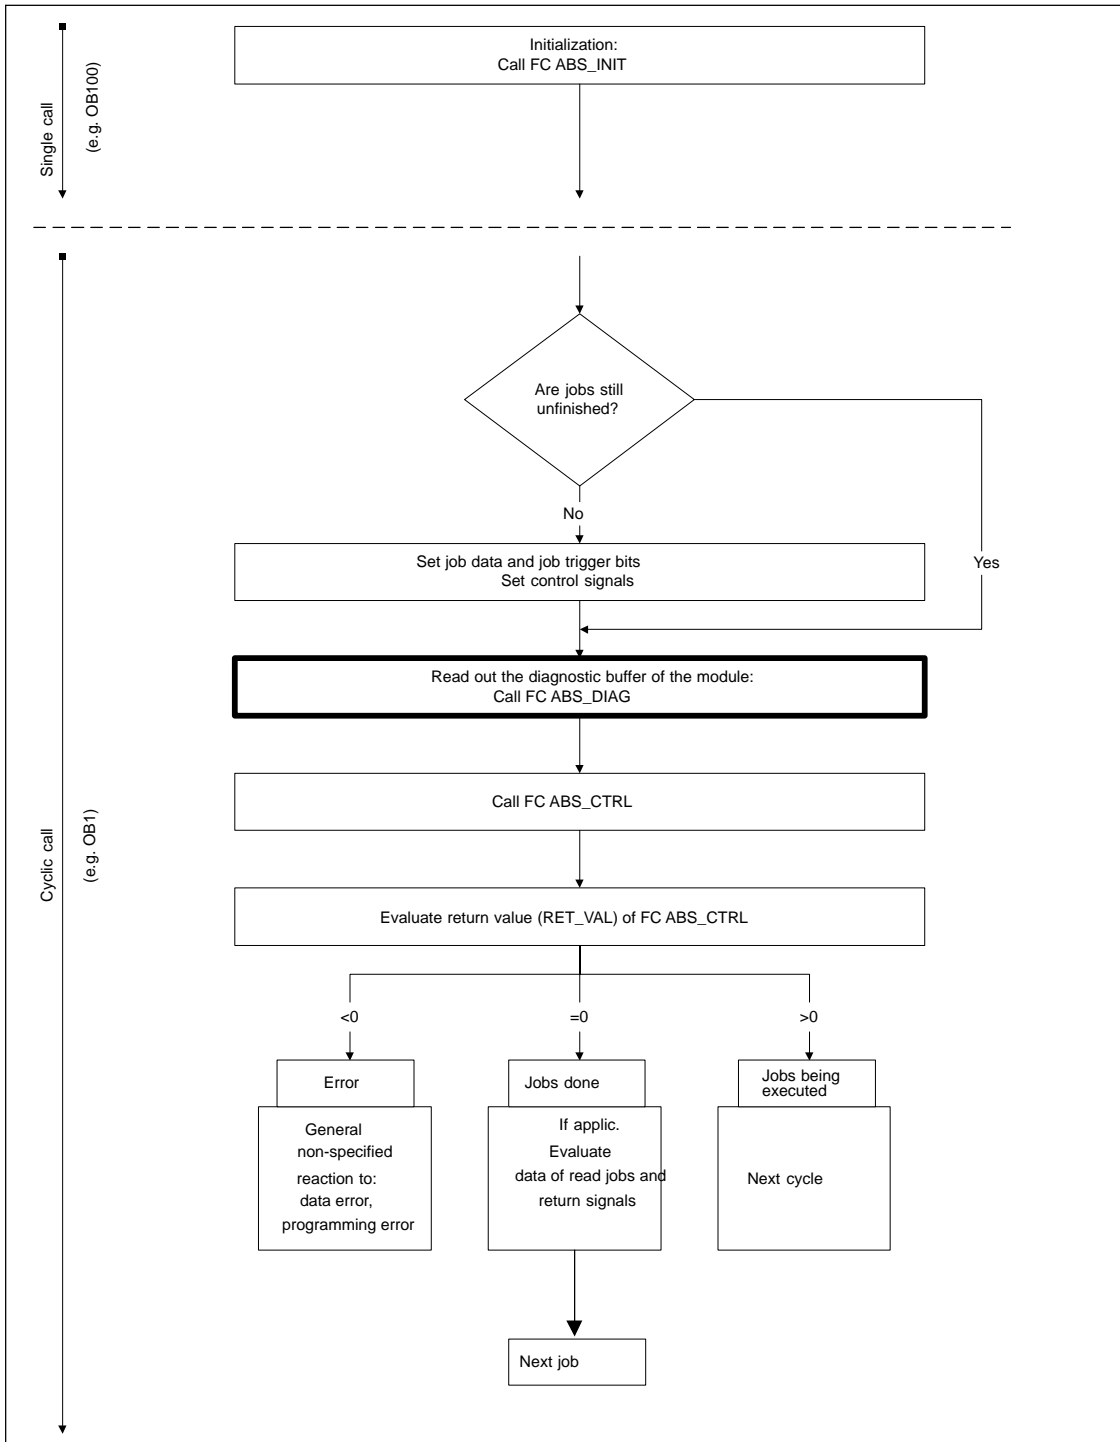 Initialization:
Call FC ABS_INIT
Single call
(e.g. OB100)
Are jobs still
unfinished?
No
Yes
Set job data and job trigger bits
Set control signals
Read out the diagnostic buffer of the module:
Call FC ABS_DIAG
Call FC ABS_CTRL
Cyclic call
(e.g. OB1)
Evaluate return value (RET_VAL) of FC ABS_CTRL
<0
=0
>0
Error
General
non-specified
reaction to:
data error,
programming error
Jobs done
If applic.
Evaluate
data of read jobs and
return signals
Jobs being
executed
Next cycle
Next job